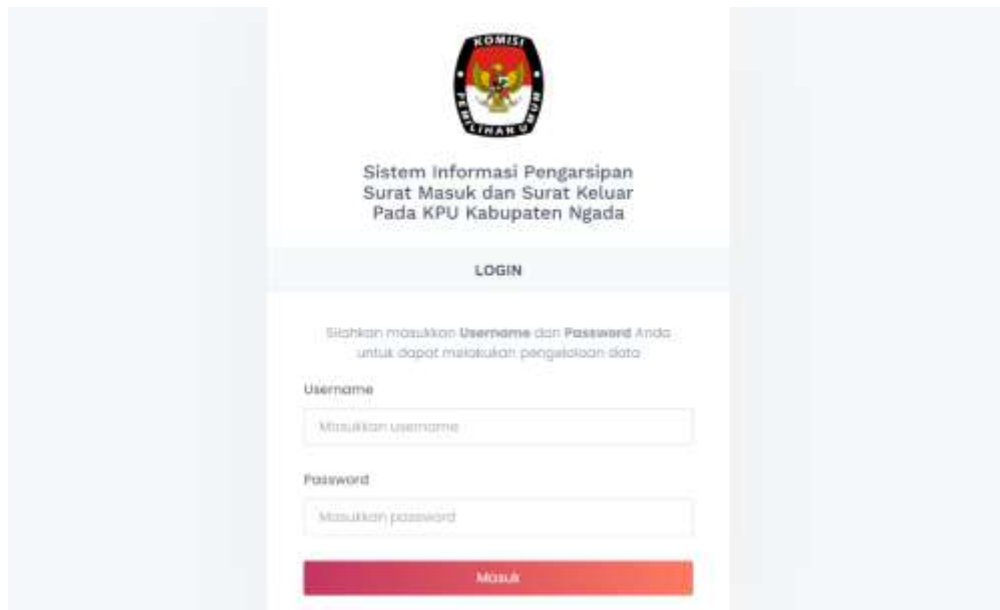 KOMISI
PEMILIHAN UMUM
Sistem Informasi Pengarsipan
Surat Masuk dan Surat Keluar
Pada KPU Kabupaten Ngada
LOGIN
Silahkan masukkan Username dan Password Anda
untuk dapat melakukan pengelolaan data
Username
Masukkan username
Password
Masukkan password
Masuk